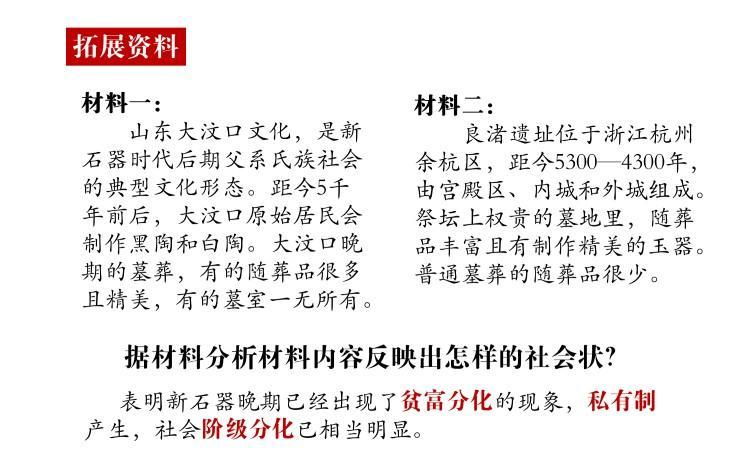 拓展资料
材料一：
山东大汶口文化，是新
石器时代后期父系氏族社会
的典型文化形态。距今5千
年前后，大汶口原始居民会
制作黑陶和白陶。大汶口晚
期的墓葬，有的随葬品很多
且精美，有的墓室一无所有。
材料二：
良渚遗址位于浙江杭州
余杭区，距今5300—4300年，
由宫殿区、内城和外城组成。
祭坛上权贵的墓地里，随葬
品丰富且有制作精美的玉器。
普通墓葬的随葬品很少。
据材料分析材料内容反映出怎样的社会状?
表明新石器晚期已经出现了贫富分化的现象，私有制
产生，社会阶级分化已相当明显。